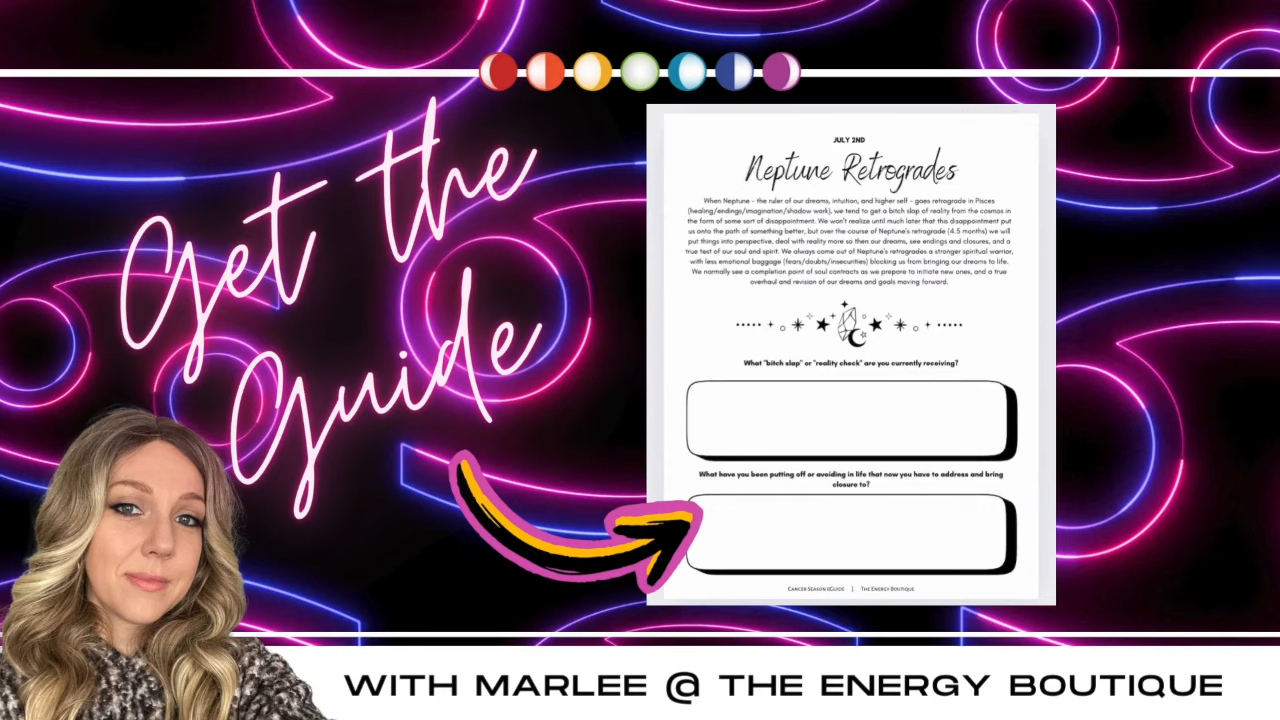 Get the
Guide
JULY 2ND
Neptune Retrogrades
When Neptune - the ruler of our dreams, intuition, and higher self - goes retrograde in Pisces
(healing/endings/imagination/shadow work), we tend to get a bitch slap of reality from the cosmos in
the form of some sort of disappointment. We won't realize until much later that this disappointment put
us onto the path of something better, but over the course of Neptune's retrograde (4.5 months) we will
put things into perspective, deal with reality more so then our dreams, see endings and closures, and a
true test of our soul and spirit. We always come out of Neptune's retrogrades a stronger spiritual warrior,
with less emotional baggage (fears/doubts/insecurities) blocking us from bringing our dreams to life.
We normally see a completion point of soul contracts as we prepare to initiate new ones, and a true
overhaul and revision of our dreams and goals moving forward.
What "bitch slap" or "reality check" are you currently receiving?
What have you been putting off or avoiding in life that now you have to address and bring
closure to?
CANCER SEASON EGUIDE | THE ENERGY BOUTIQUE
WITH MARLEE @ THE ENERGY BOUTIQUE